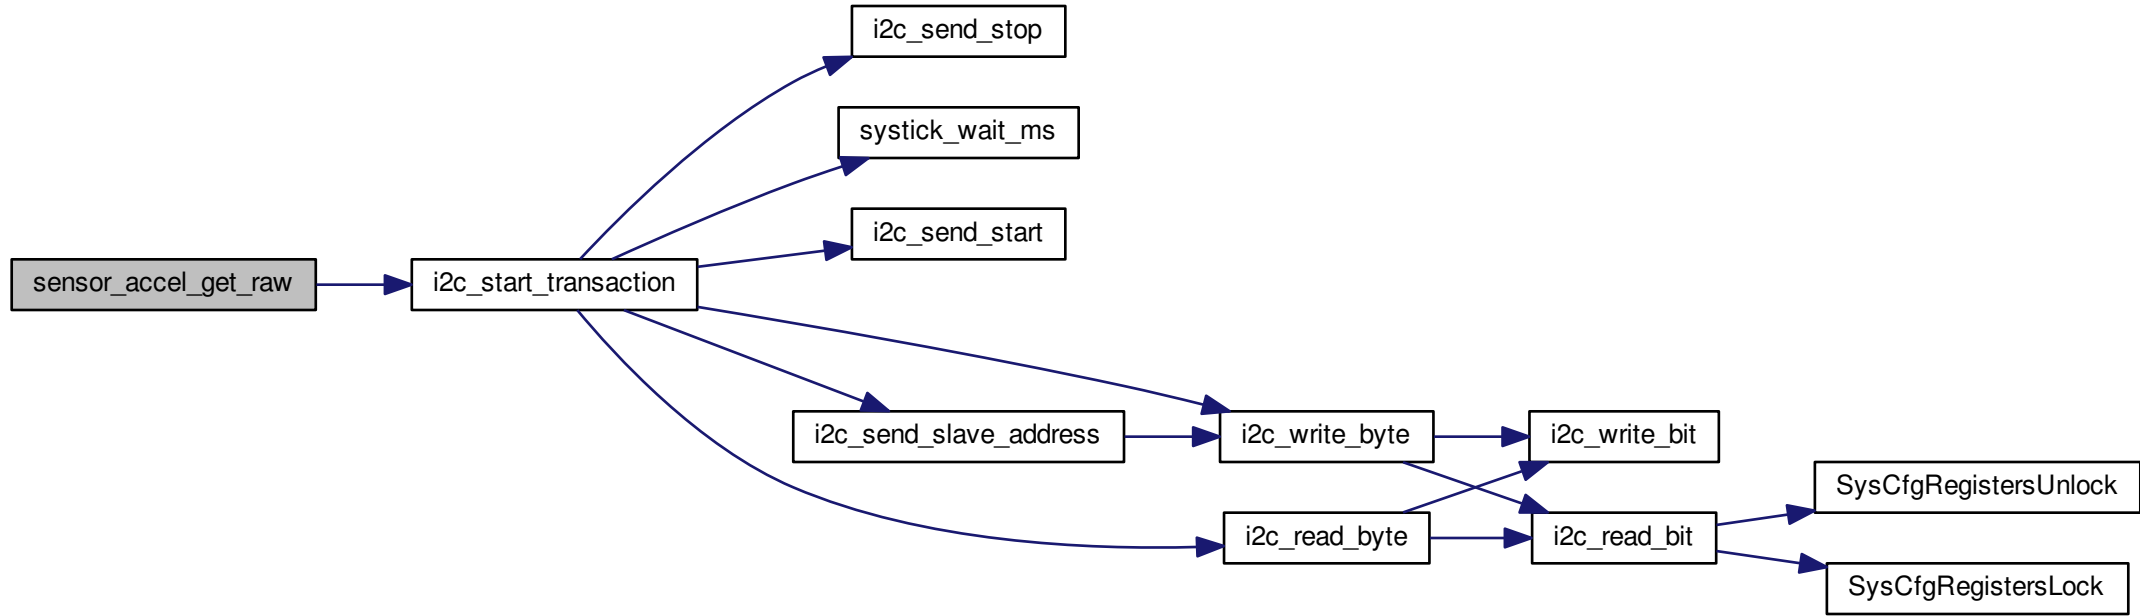 i2c_send_stop
systick_wait_ms
i2c_send_start
sensor_accel_get_raw
i2c_start_transaction
i2c_send_slave_address
i2c_write_byte
i2c_write_bit
SysCfgRegistersUnlock
i2c_read_byte
i2c_read_bit
SysCfgRegistersLock